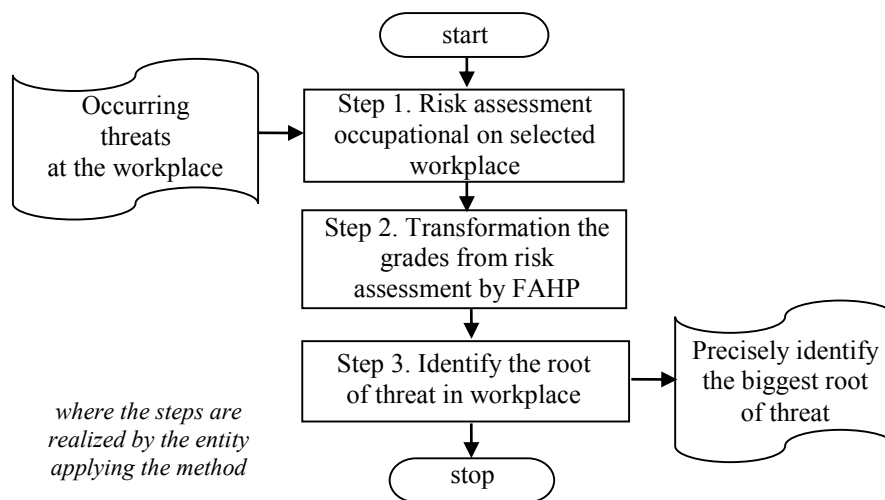 start
Occurring
threats
at the workplace
Step 1. Risk assessment
occupational on selected
workplace
Step 2. Transformation the
grades from risk
assessment by FAHP
Step 3. Identify the root
of threat in workplace
Precisely identify
the biggest root
of threat
where the steps are
realized by the entity
applying the method
stop